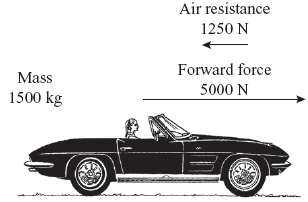 Air resistance
1250 N
Mass
1500 kg
Forward force
5000 N